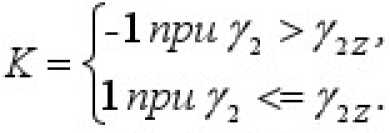 -1 при γ₂ > γ₂z,
K =
1 при γ₂ <= γ₂z.